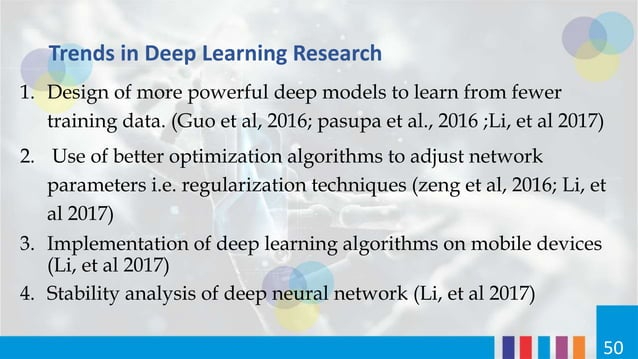 Trends in Deep Learning Research
1. Design of more powerful deep models to learn from fewer
training data. (Guo et al, 2016; pasupa et al., 2016 ;Li, et al 2017)
2. Use of better optimization algorithms to adjust network
parameters i.e. regularization techniques (zeng et al, 2016; Li, et
al 2017)
3. Implementation of deep learning algorithms on mobile devices
(Li, et al 2017)
4. Stability analysis of deep neural network (Li, et al 2017)
50